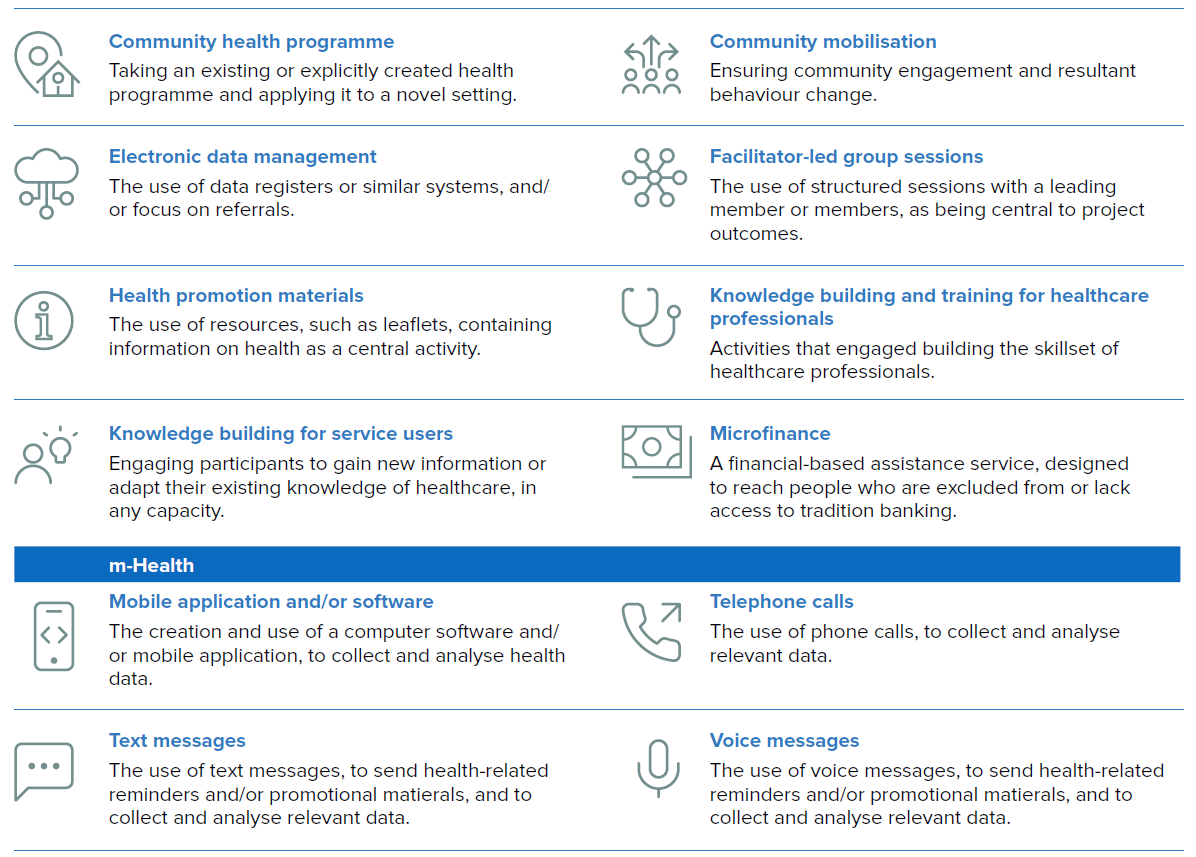 Community health programme
Taking an existing or explicitly created health
programme and applying it to a novel setting.
Community mobilisation
Ensuring community engagement and resultant
behaviour change.
Electronic data management
The use of data registers or similar systems, and/
or focus on referrals.
Facilitator-led group sessions
The use of structured sessions with a leading
member or members, as being central to project
outcomes.
Health promotion materials
The use of resources, such as leaflets, containing
information on health as a central activity.
Knowledge building and training for healthcare
professionals
Activities that engaged building the skillset of
healthcare professionals.
Knowledge building for service users
Engaging participants to gain new information or
adapt their existing knowledge of healthcare, in
any capacity.
Microfinance
A financial-based assistance service, designed
to reach people who are excluded from or lack
access to tradition banking.
m-Health
Mobile application and/or software
The creation and use of a computer software and/
or mobile application, to collect and analyse health
data.
Telephone calls
The use of phone calls, to collect and analyse
relevant data.
Text messages
The use of text messages, to send health-related
reminders and/or promotional matierals, and to
collect and analyse relevant data.
Voice messages
The use of voice messages, to send health-related
reminders and/or promotional matierals, and to
collect and analyse relevant data.